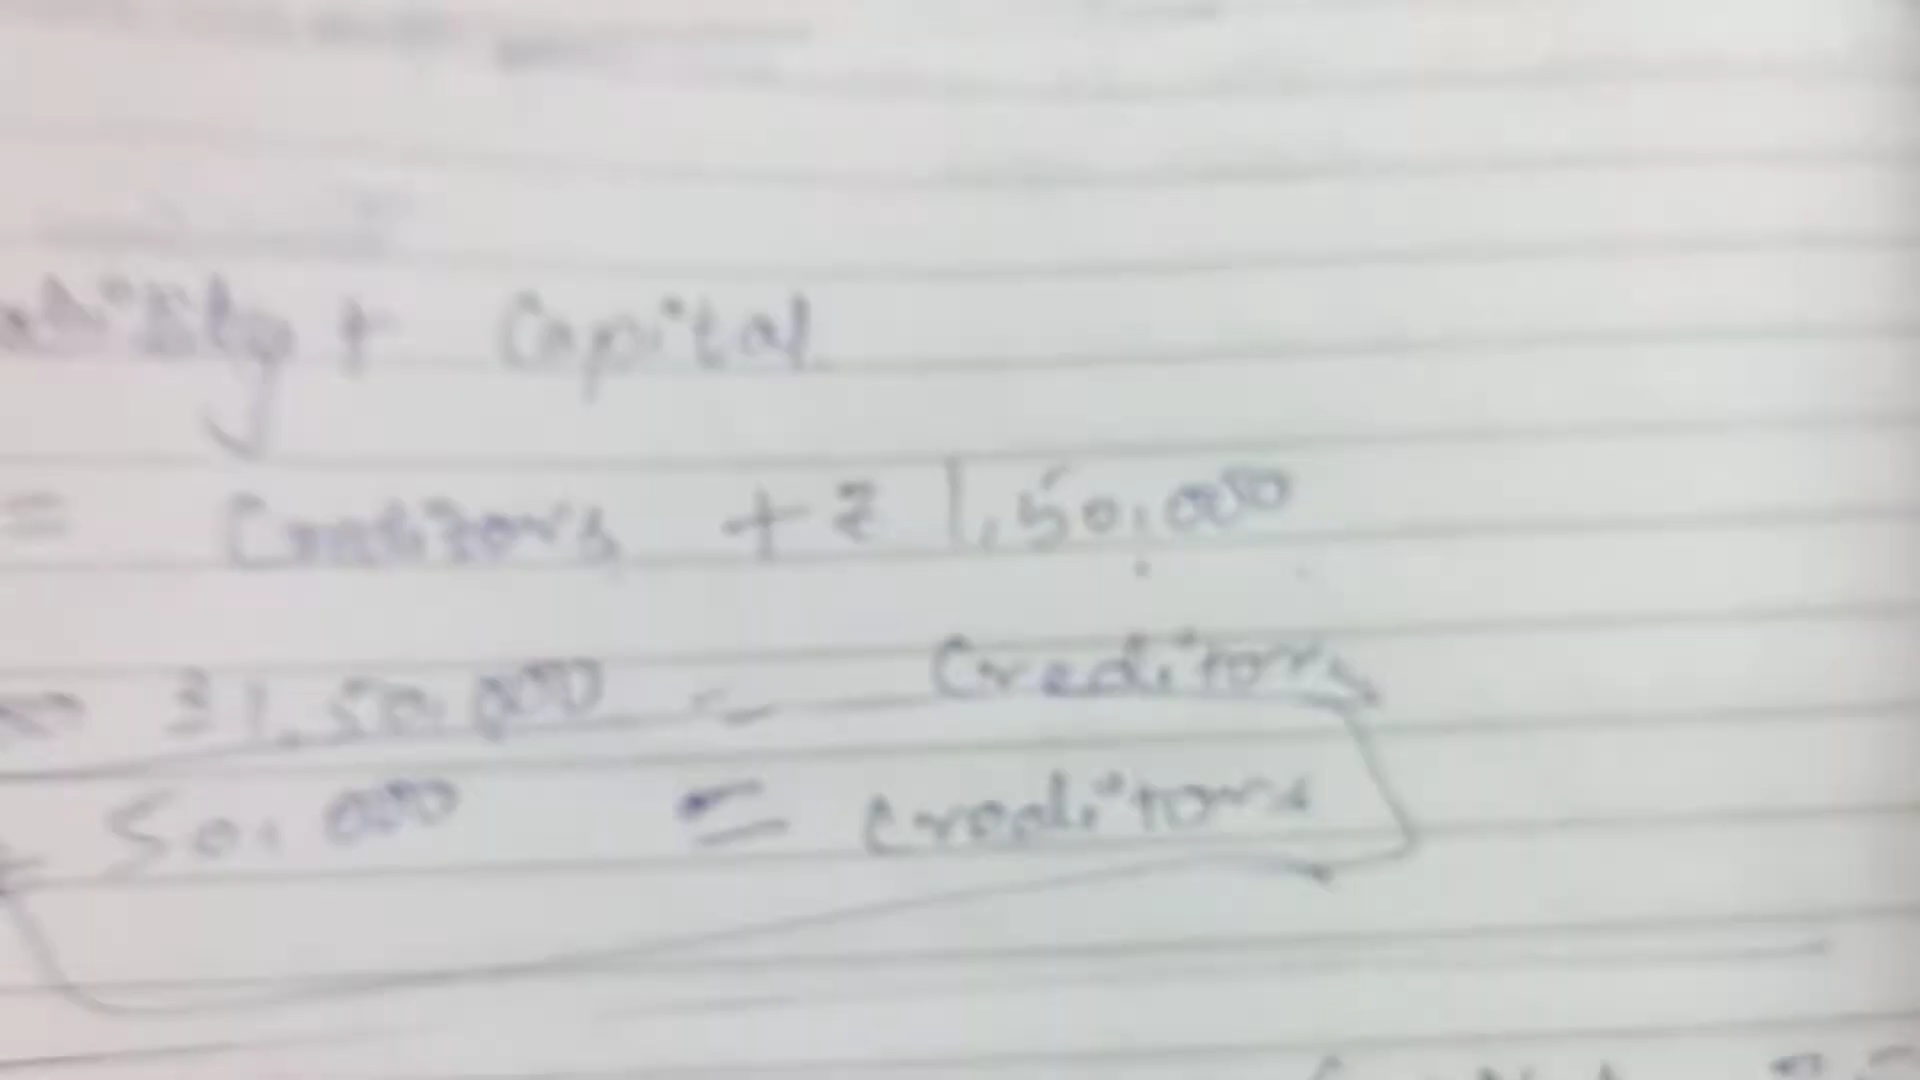 + Capital
= Creditors + ₹ 1,50,000
₹1,50,000 = Creditors
50,000 = creditors